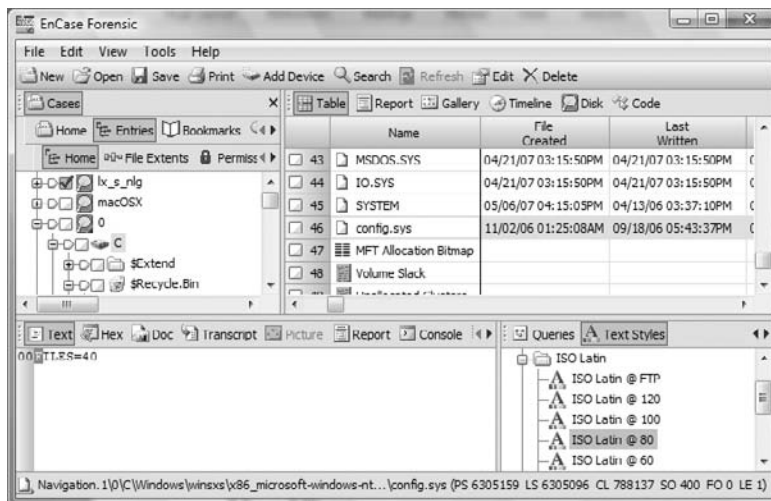 EnCase Forensic
File Edit View Tools Help
New Open Save Print Add Device Search Refresh Edit Delete
Cases
Home Entries Bookmarks
Home File Extents Permiss
lx_s_nlg
macOSX
0
C
$Extend
$Recycle.Bin
Table Report Gallery Timeline Disk Code
Name File Created Last Written
43 MSDOS.SYS 04/21/07 03:15:50PM 04/21/07 03:15:50PM
44 IO.SYS 04/21/07 03:15:50PM 04/21/07 03:15:50PM
45 SYSTEM 05/06/07 04:15:05PM 04/13/06 03:37:10PM
46 config.sys 11/02/06 01:25:08AM 09/18/06 05:43:37PM
47 MFT Allocation Bitmap
48 Volume Slack
Text Hex Doc Transcript Picture Report Console
00FILES=40
Queries Text Styles
ISO Latin
ISO Latin @ FTP
ISO Latin @ 120
ISO Latin @ 100
ISO Latin @ 80
ISO Latin @ 60
Navigation. 1\0\C\Windows\winsxs\x86_microsoft-windows-nt...\config.sys (PS 6305159 LS 6305096 CL 788137 SO 400 FO 0 LE 1)